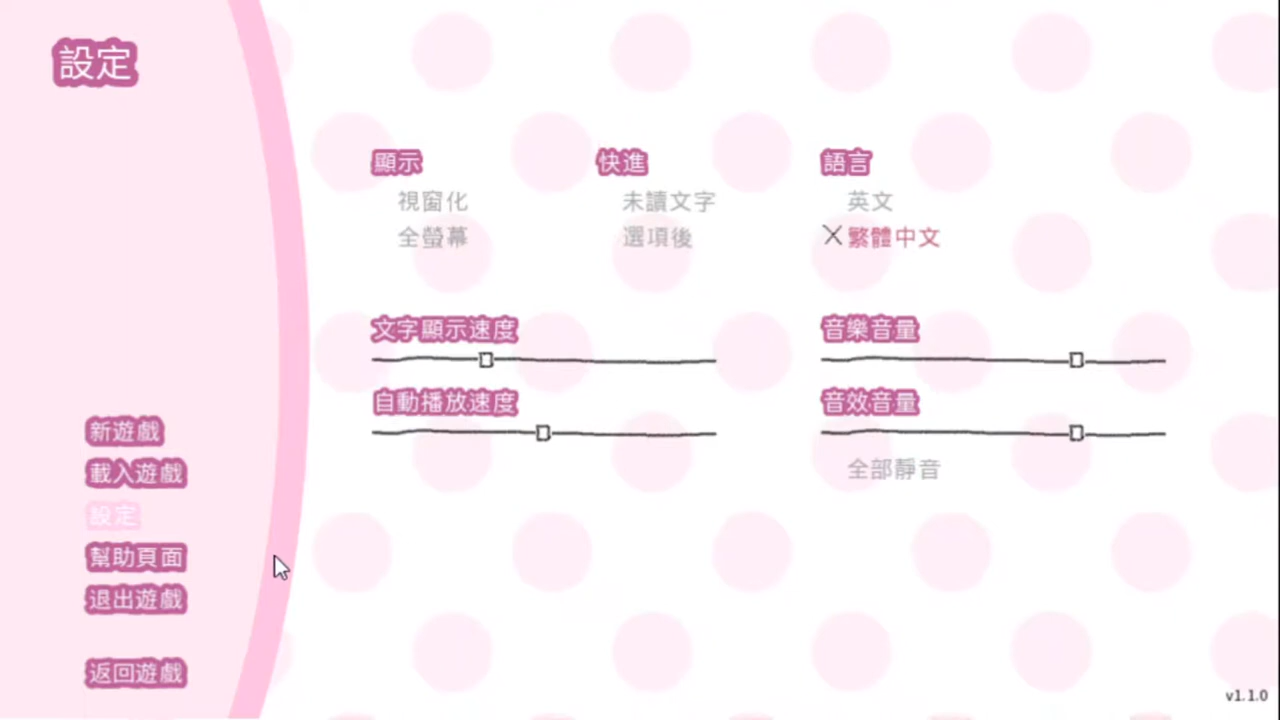 設定
顯示
視窗化
全螢幕
快進
未讀文字
選項後
語言
英文
繁體中文
文字顯示速度
自動播放速度
音樂音量
音效音量
全部靜音
新遊戲
載入遊戲
設定
幫助頁面
退出遊戲
返回遊戲
v1.1.0